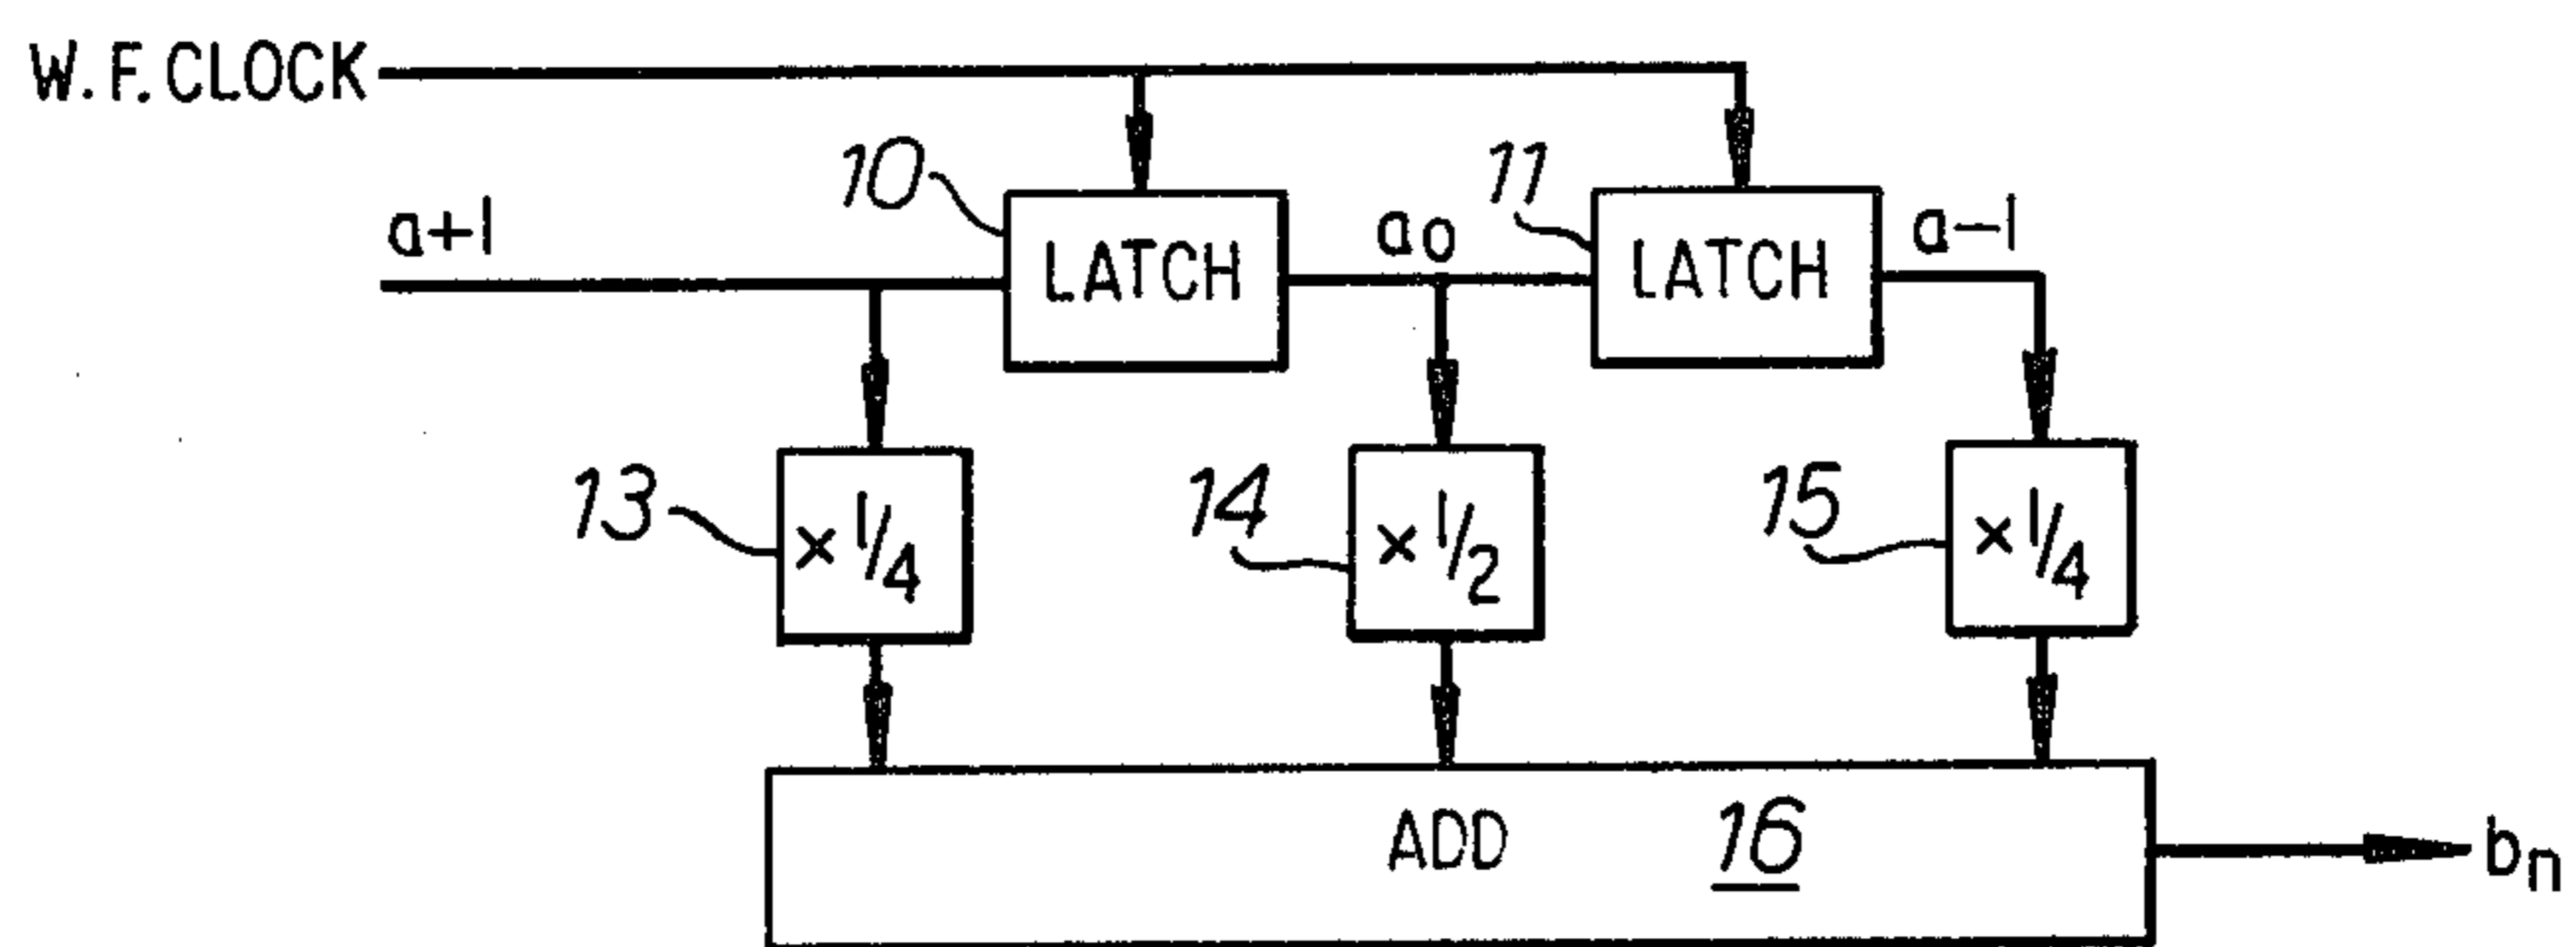 W.F. CLOCK
10
11
a+1
a0
a-1
LATCH
LATCH
13
x 1/4
14
x 1/2
15
x 1/4
ADD
16
bn